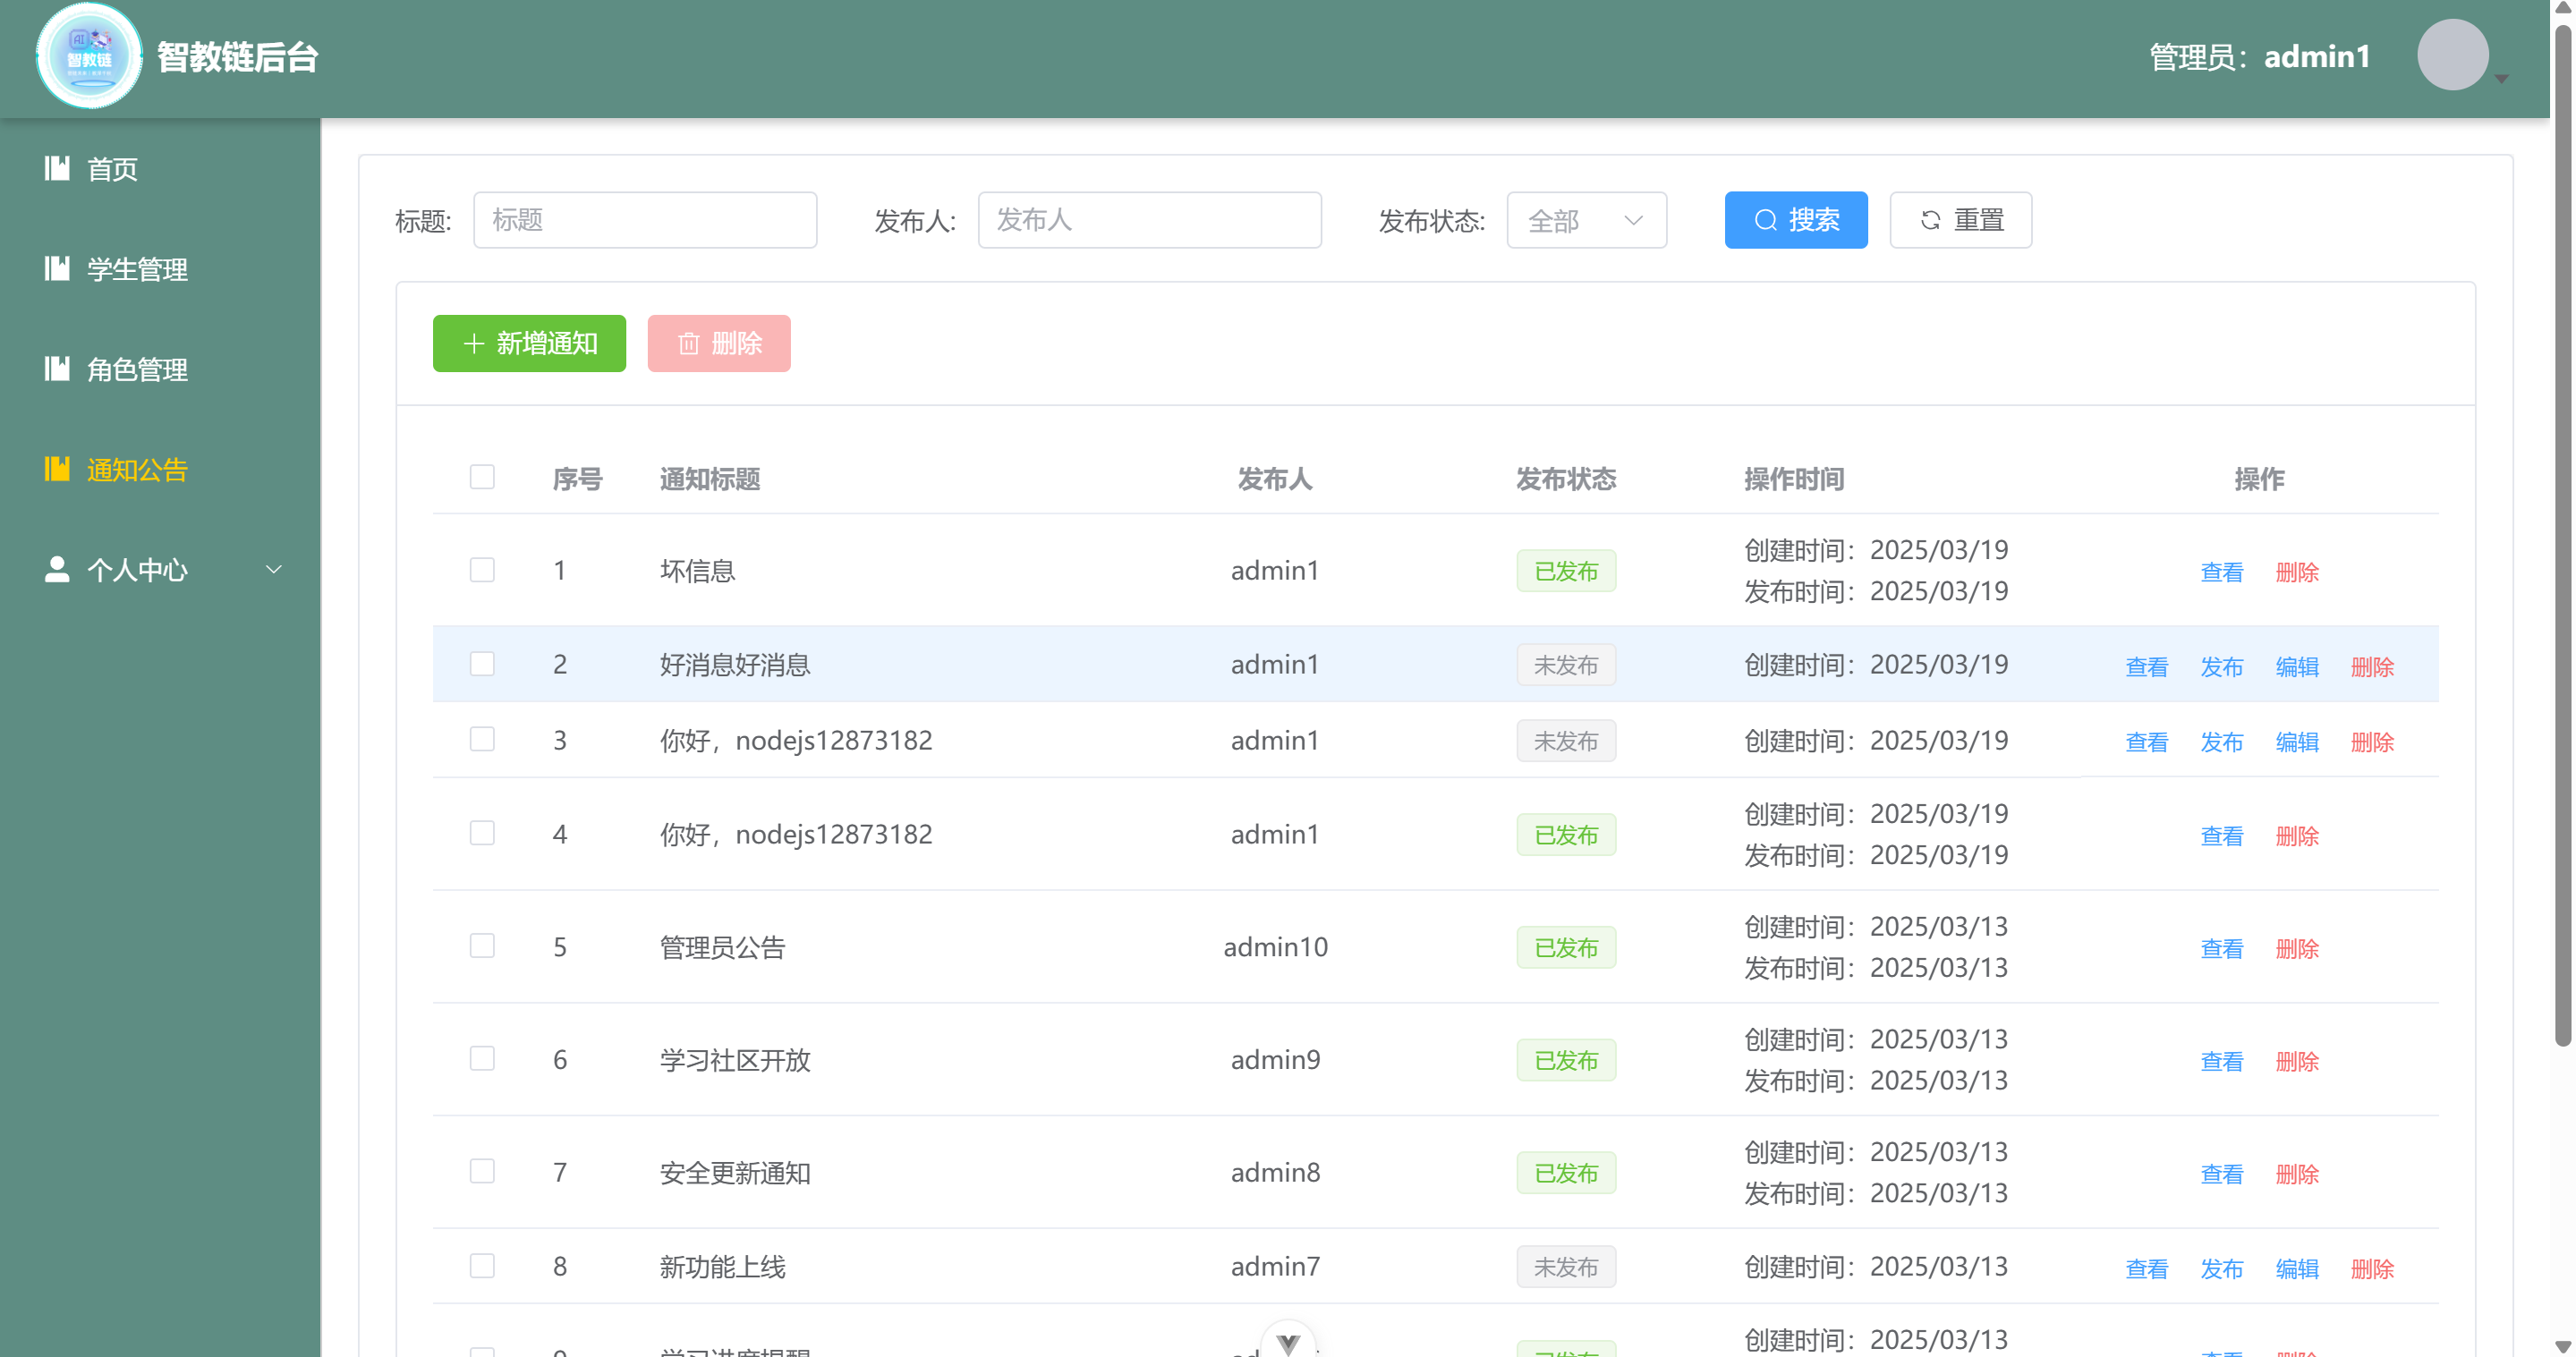 AI
智教链
智教链后台
管理员：admin1
首页
学生管理
角色管理
通知公告
个人中心
标题: 标题 发布人: 发布人 发布状态: 全部 搜索 重置
新增通知 删除
序号 通知标题 发布人 发布状态 操作时间 操作
1 坏信息 admin1 已发布 创建时间：2025/03/19 查看 删除
发布时间：2025/03/19
2 好消息好消息 admin1 未发布 创建时间：2025/03/19 查看 发布 编辑 删除
3 你好，nodejs12873182 admin1 未发布 创建时间：2025/03/19 查看 发布 编辑 删除
4 你好，nodejs12873182 admin1 已发布 创建时间：2025/03/19 查看 删除
发布时间：2025/03/19
5 管理员公告 admin10 已发布 创建时间：2025/03/13 查看 删除
发布时间：2025/03/13
6 学习社区开放 admin9 已发布 创建时间：2025/03/13 查看 删除
发布时间：2025/03/13
7 安全更新通知 admin8 已发布 创建时间：2025/03/13 查看 删除
发布时间：2025/03/13
8 新功能上线 admin7 未发布 创建时间：2025/03/13 查看 发布 编辑 删除
创建时间：2025/03/13